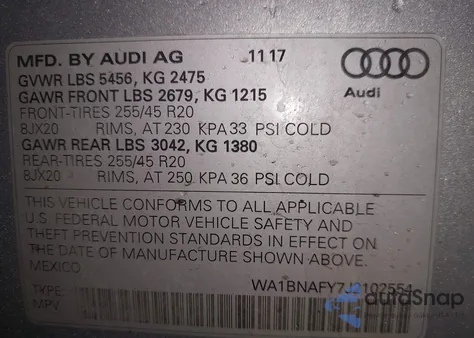 MFD. BY AUDI AG 11 17
GVWR LBS 5456, KG 2475
GAWR FRONT LBS 2679, KG 1215
FRONT-TIRES 255/45 R20
8JX20 RIMS, AT 230 KPA 33 PSI COLD
GAWR REAR LBS 3042, KG 1380
REAR-TIRES 255/45 R20
8JX20 RIMS, AT 250 KPA 36 PSI COLD
Audi
THIS VEHICLE CONFORMS TO ALL APPLICABLE
U.S. FEDERAL MOTOR VEHICLE SAFETY AND
THEFT PREVENTION STANDARDS IN EFFECT ON
THE DATE OF MANUFACTURE SHOWN ABOVE.
MEXICO
WA1BNAFY7J2102554
TYPE:
MPV
autoSnap